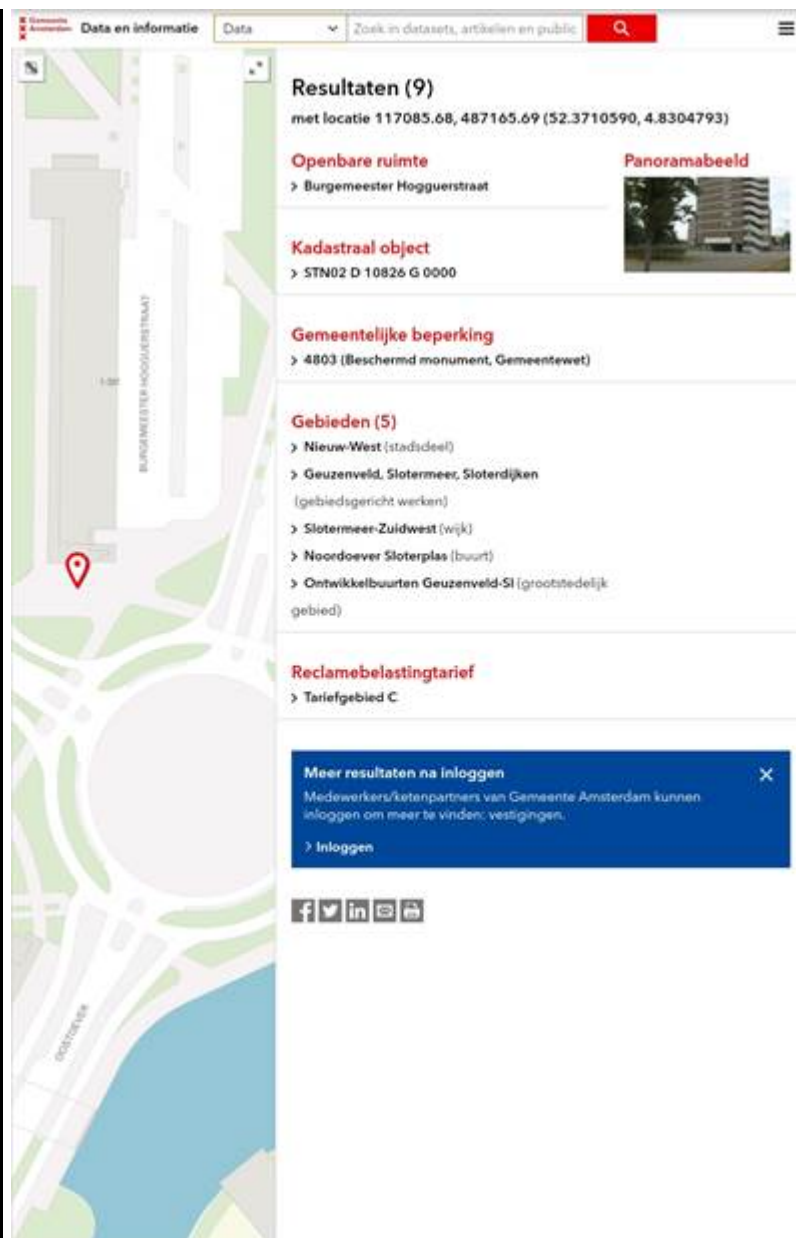 Gemeente
Amsterdam
Data en informatie
Data
Zoek in datasets, artikelen en public
Resultaten (9)
met locatie 117085.68, 487165.69 (52.3710590, 4.8304793)
Openbare ruimte
> Burgemeester Hogguerstraat
Panoramabeeld
Kadastraal object
> STN02 D 10826 G 0000
Gemeentelijke beperking
> 4803 (Beschermd monument, Gemeentewet)
Gebieden (5)
> Nieuw-West (stadsdeel)
> Geuzenveld, Slotermeer, Sloterdijken
(gebiedsgericht werken)
> Slotermeer-Zuidwest (wijk)
> Noordoever Sloterplas (buurt)
> Ontwikkelbuurten Geuzenveld-Sl (grootstedelijk
gebied)
Reclamebelastingtarief
> Tariefgebied C
Meer resultaten na inloggen
Medewerkers/ketenpartners van Gemeente Amsterdam kunnen
inloggen om meer te vinden: vestigingen.
> Inloggen
BURGEMEESTER HOGGUERSTRAAT
OOSTOEVER